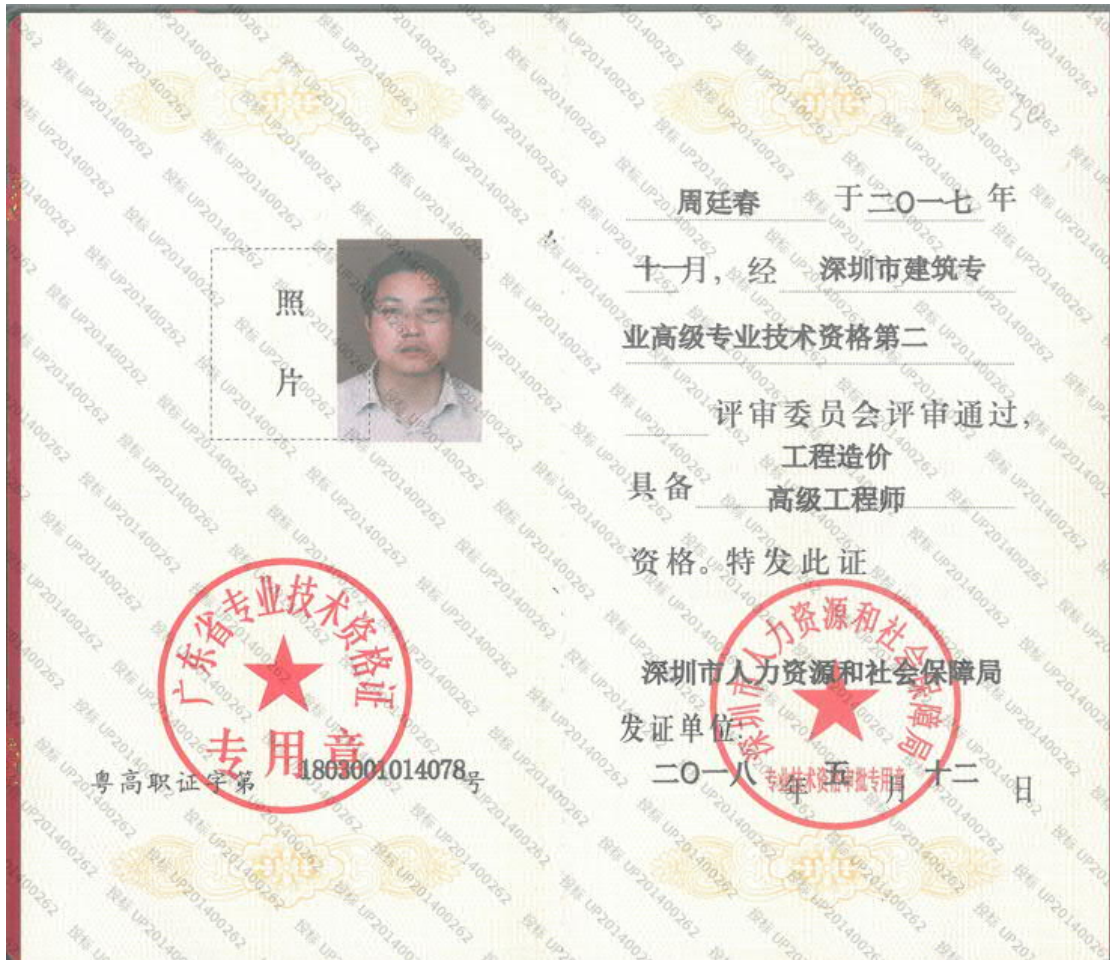 照
片
广东省专业技术资格证
专用章
粤高职证字第1803001014078号
周廷春 于二〇一七年
十一月，经 深圳市建筑专
业高级专业技术资格第二
评审委员会评审通过，
工程造价
具备 高级工程师
资格。特发此证
深圳市人力资源和社会保障局
深圳市人力资源和社会保障局
发证单位：
专业技术资格审批专用章
二〇一八年五月十二日
投标 UP201400262